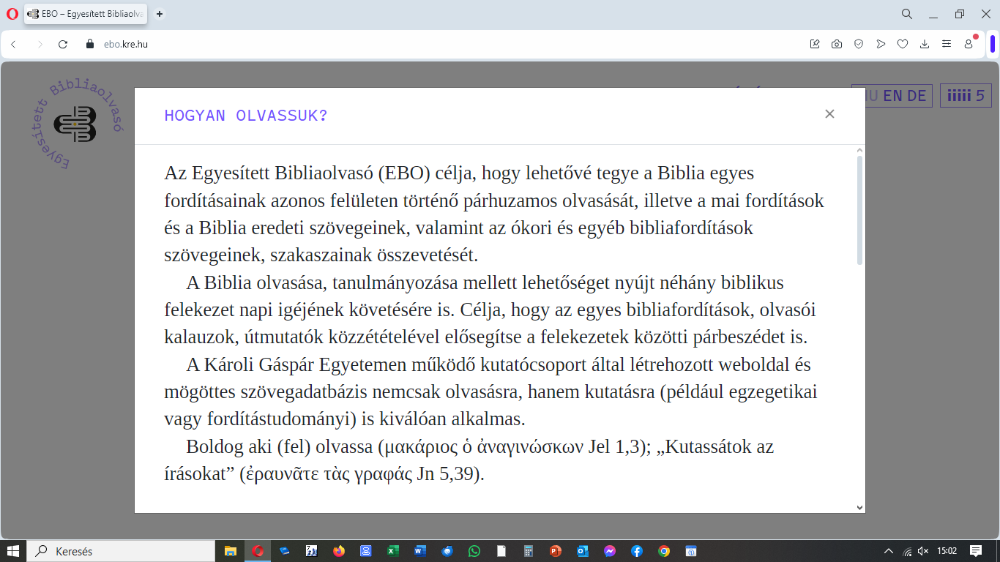 EBO – Egyesített Bibliaolva
ebo.kre.hu
Egyesített Bibliaolvasó
HU EN DE
iiiii 5
HOGYAN OLVASSUK?
Az Egyesített Bibliaolvasó (EBO) célja, hogy lehetővé tegye a Biblia egyes
fordításainak azonos felületen történő párhuzamos olvasását, illetve a mai fordítások
és a Biblia eredeti szövegeinek, valamint az ókori és egyéb bibliafordítások
szövegeinek, szakaszainak összevetését.
A Biblia olvasása, tanulmányozása mellett lehetőséget nyújt néhány biblikus
felekezet napi igéjének követésére is. Célja, hogy az egyes bibliafordítások, olvasói
kalauzok, útmutatók közzétételével elősegítse a felekezetek közötti párbeszédet is.
A Károli Gáspár Egyetemen működő kutatócsoport által létrehozott weboldal és
mögöttes szövegadatbázis nemcsak olvasásra, hanem kutatásra (például egzegetikai
vagy fordítástudományi) is kiválóan alkalmas.
Boldog aki (fel) olvassa (μακάριος ὁ ἀναγινώσκων Jel 1,3); „Kutassátok az
írásokat” (ἐραυνᾶτε τὰς γραφάς Jn 5,39).
Keresés
15:02